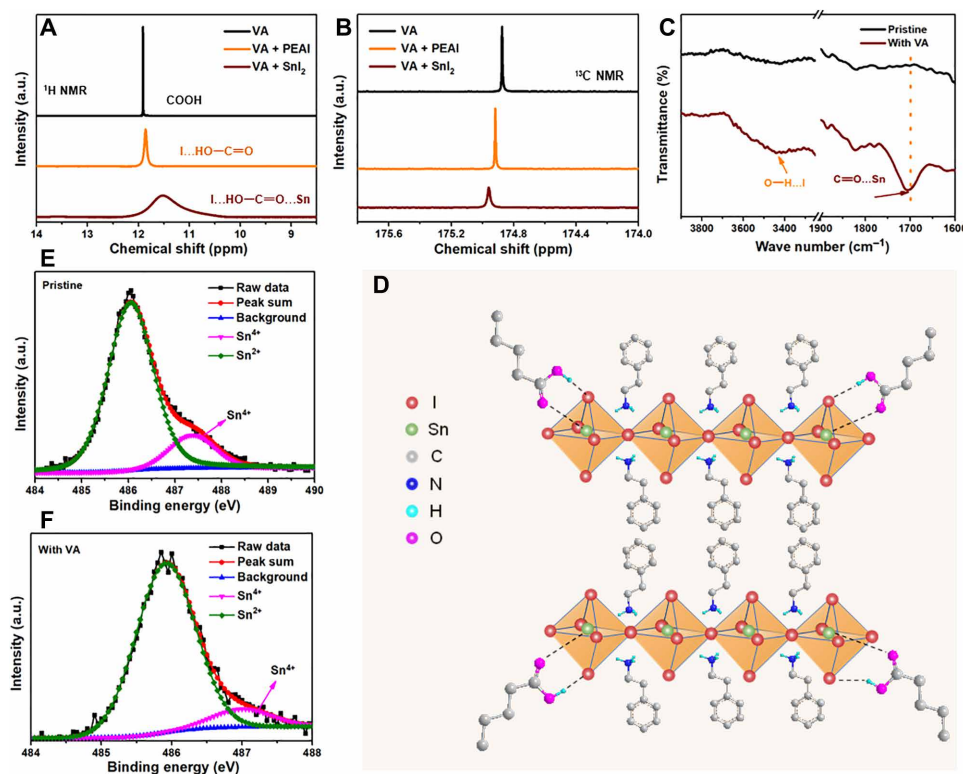 A
VA
VA + PEAI
VA + SnI₂
¹H NMR
COOH
I...HO—C=O
I...HO—C=O...Sn
Intensity (a.u.)
14 13 12 11 10 9
Chemical shift (ppm)
B
VA
VA + PEAI
VA + SnI₂
¹³C NMR
Intensity (a.u.)
175.6 175.2 174.8 174.4 174.0
Chemical shift (ppm)
C
Pristine
With VA
O—H...I
C=O...Sn
Transmittance (%)
3800 3400 1900 1800 1700 1600
Wave number (cm⁻¹)
E
Pristine
Raw data
Peak sum
Background
Sn⁴⁺
Sn²⁺
Sn⁴⁺
Intensity (a.u.)
484 485 486 487 488 489 490
Binding energy (eV)
F
With VA
Raw data
Peak sum
Background
Sn⁴⁺
Sn²⁺
Sn⁴⁺
Intensity (a.u.)
484 485 486 487 488
Binding energy (eV)
D
I
Sn
C
N
H
O